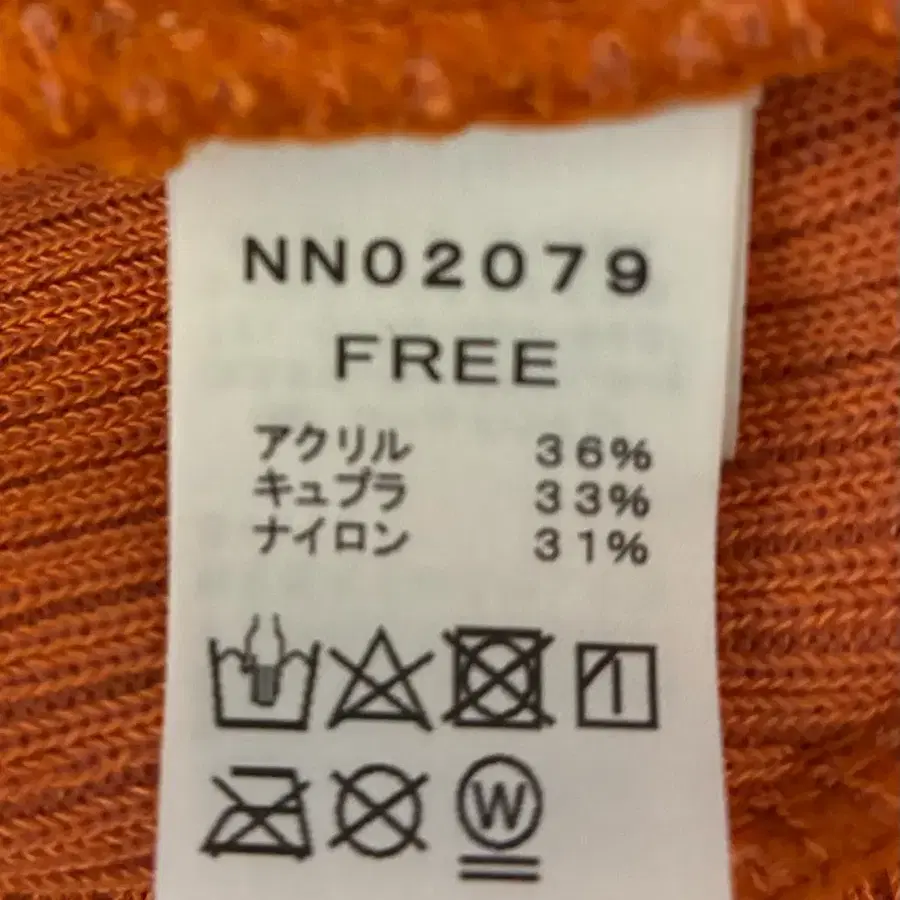 NN02079
FREE
アクリル 36%
キュプラ 33%
ナイロン 31%
W